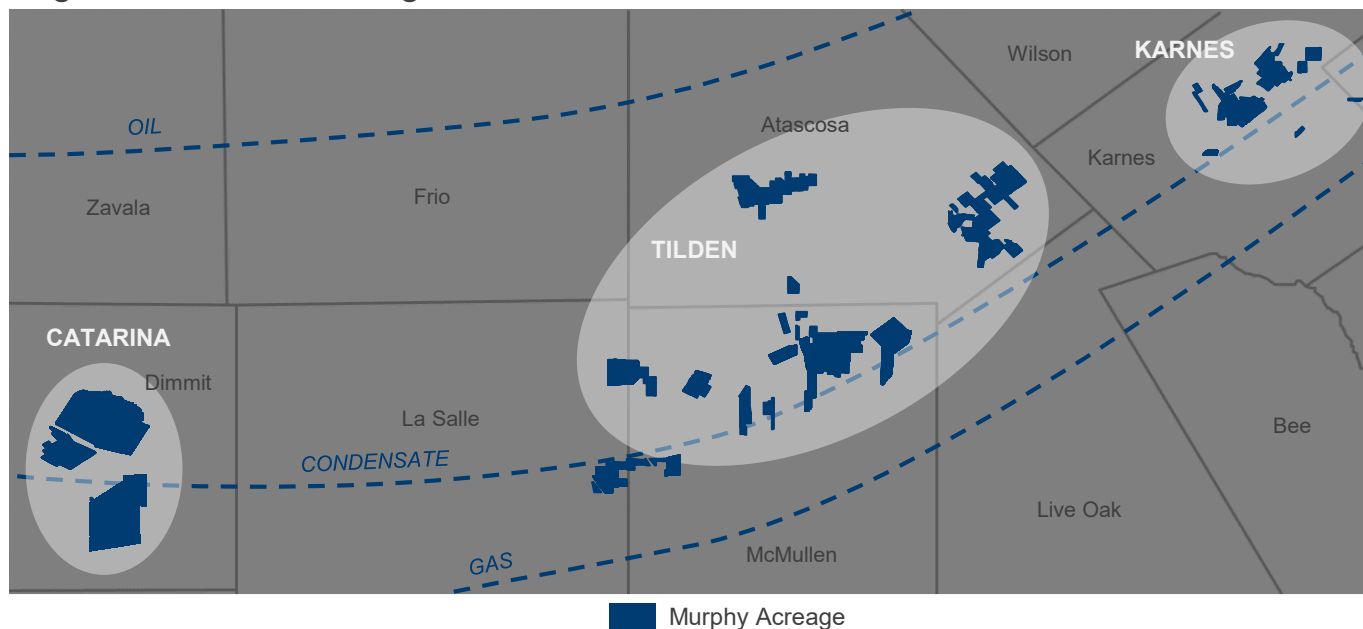 Wilson
KARNES
OIL
Atascosa
Karnes
Zavala
Frio
TILDEN
CATARINA
Dimmit
La Salle
CONDENSATE
Bee
Live Oak
GAS
McMullen
Murphy Acreage